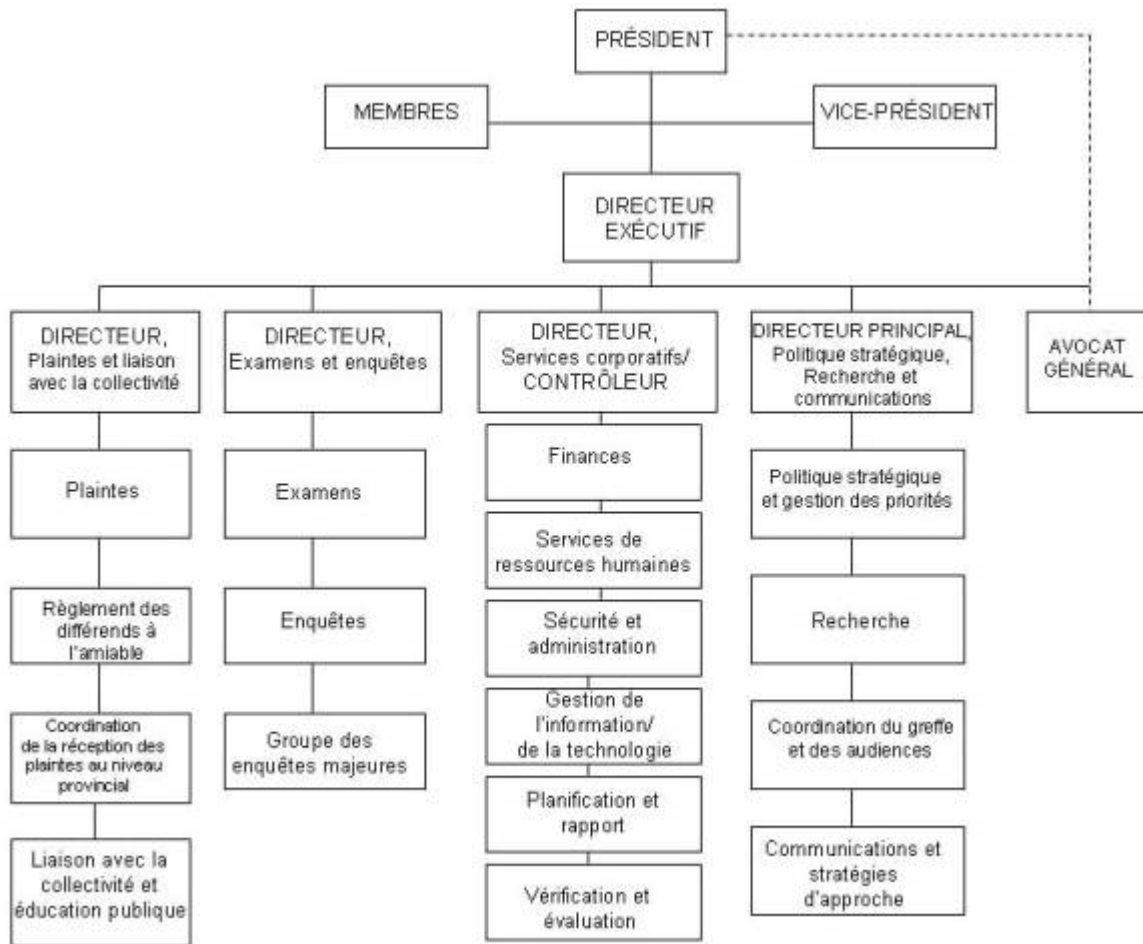 PRÉSIDENT
MEMBRES
VICE-PRÉSIDENT
DIRECTEUR
EXÉCUTIF
DIRECTEUR,
Plaintes et liaison
avec la collectivité
DIRECTEUR,
Examens et enquêtes
DIRECTEUR,
Services corporatifs/
CONTRÔLEUR
DIRECTEUR PRINCIPAL,
Politique stratégique,
Recherche et
communications
AVOCAT
GÉNÉRAL
Plaintes
Règlement des
différends à
l'amiable
Coordination
de la réception des
plaintes au niveau
provincial
Liaison avec la
collectivité et
éducation publique
Examens
Enquêtes
Groupe des
enquêtes majeures
Finances
Services de
ressources humaines
Sécurité et
administration
Gestion de
l'information/
de la technologie
Planification et
rapport
Vérification et
évaluation
Politique stratégique
et gestion des priorités
Recherche
Coordination du greffe
et des audiences
Communications et
stratégies
d'approche